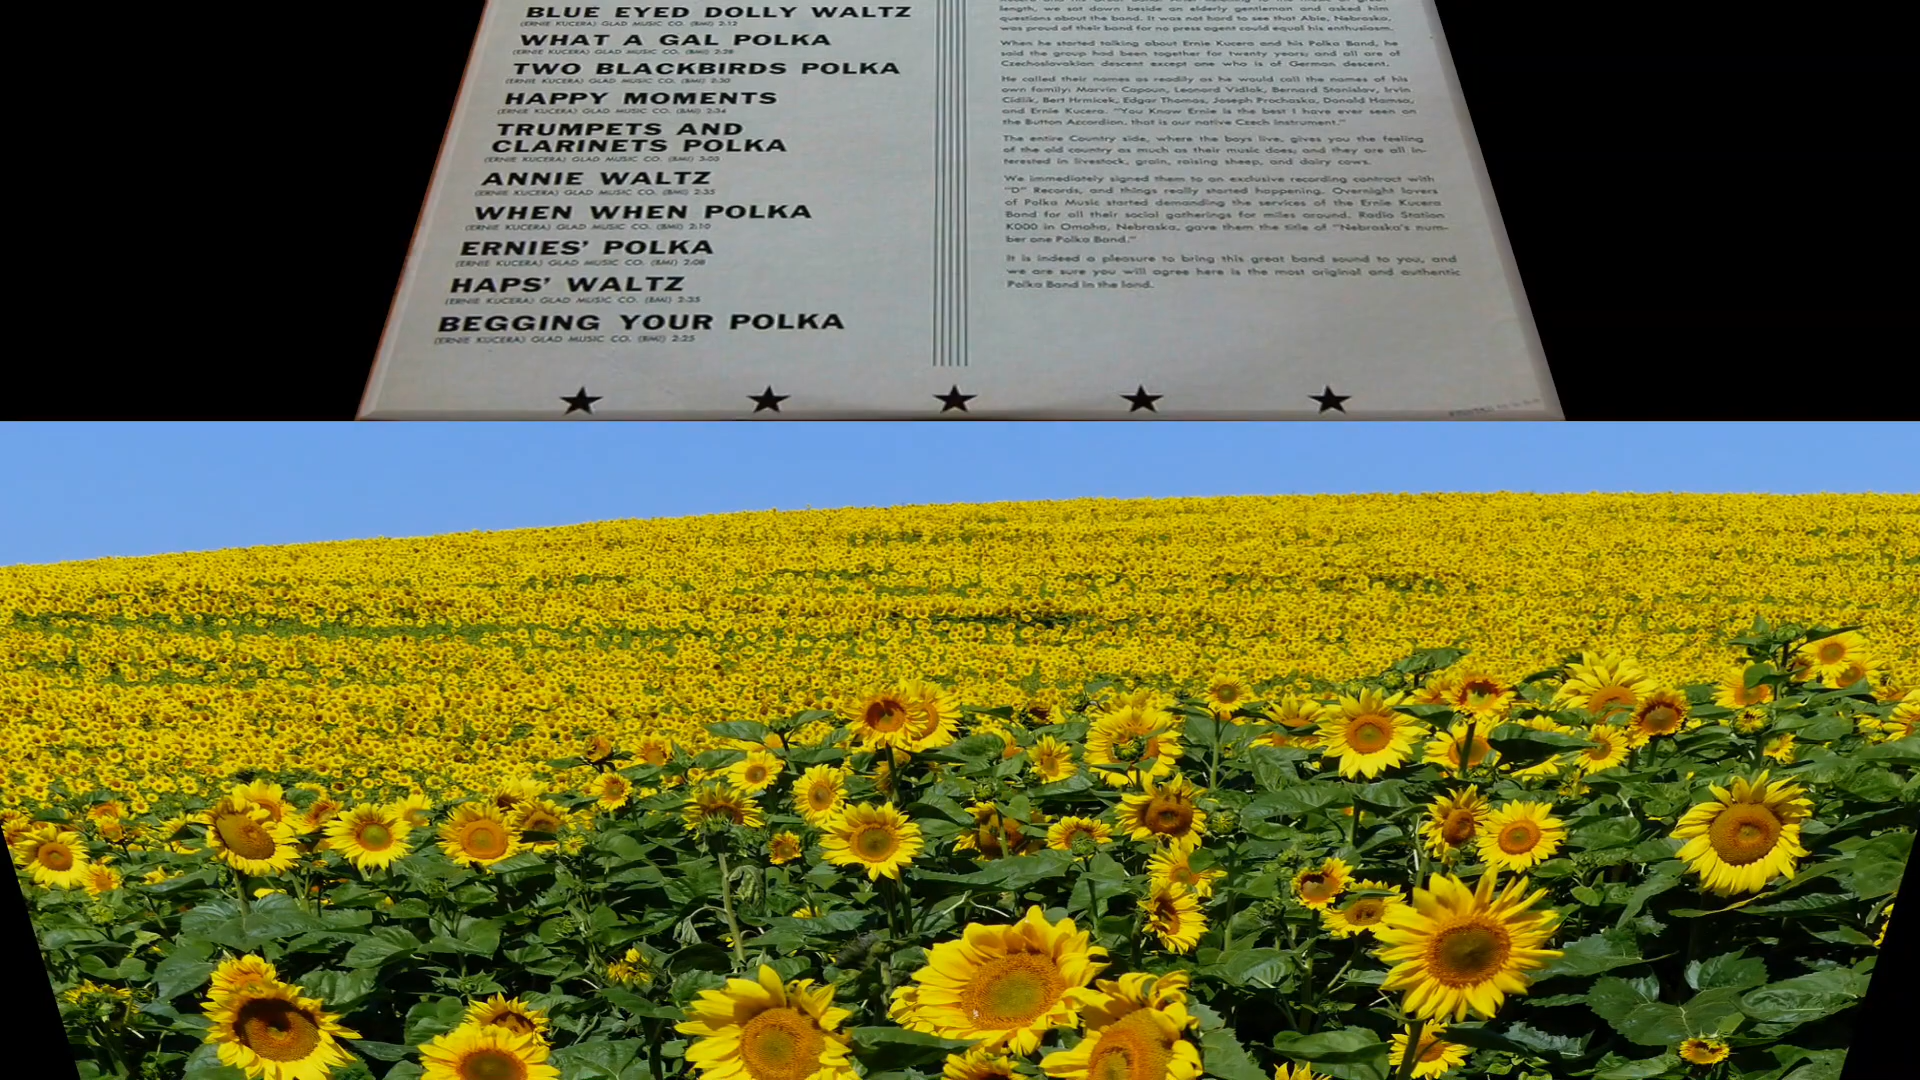 BLUE EYED DOLLY WALTZ
(ERNIE KUCERA) GLAD MUSIC CO. (BMI) 2:12
WHAT A GAL POLKA
(ERNIE KUCERA) GLAD MUSIC CO. (BMI) 2:28
TWO BLACKBIRDS POLKA
(ERNIE KUCERA) GLAD MUSIC CO. (BMI) 2:30
HAPPY MOMENTS
(ERNIE KUCERA) GLAD MUSIC CO. (BMI) 2:34
TRUMPETS AND
CLARINETS POLKA
(ERNIE KUCERA) GLAD MUSIC CO. (BMI) 3:03
ANNIE WALTZ
(ERNIE KUCERA) GLAD MUSIC CO. (BMI) 2:35
WHEN WHEN POLKA
(ERNIE KUCERA) GLAD MUSIC CO. (BMI) 2:10
ERNIES' POLKA
(ERNIE KUCERA) GLAD MUSIC CO. (BMI) 2:08
HAPS' WALTZ
(ERNIE KUCERA) GLAD MUSIC CO. (BMI) 2:35
BEGGING YOUR POLKA
(ERNIE KUCERA) GLAD MUSIC CO. (BMI) 2:25
length, we sat down beside an elderly gentleman and asked him
questions about the band. It was not hard to see that Abie, Nebraska,
was proud of their band for no press agent could equal his enthusiasm.
When he started talking about Ernie Kucera and his Polka Band, he
said the group had been together for twenty years; and all are of
Czechoslovakian descent except one who is of German descent.
He called their names as readily as he would call the names of his
own family: Marvin Capoun, Leonard Vidlak, Bernard Stanislav, Irvin
Cidlik, Bert Hrnicek, Edgar Thomas, Joseph Prochaska, Donald Hamsa,
and Ernie Kucera. "You Know Ernie is the best I have ever seen on
the Button Accordion, that is our native Czech Instrument."
The entire Country side, where the boys live, gives you the feeling
of the old country as much as their music does; and they are all in-
terested in livestock, grain, raising sheep, and dairy cows.
We immediately signed them to an exclusive recording contract with
"D" Records, and things really started happening. Overnight lovers
of Polka Music started demanding the services of the Ernie Kucera
Band for all their social gatherings for miles around. Radio Station
KOOO in Omaha, Nebraska, gave them the title of "Nebraska's num-
ber one Polka Band."
It is indeed a pleasure to bring this great band sound to you, and
we are sure you will agree here is the most original and authentic
Polka Band in the land.